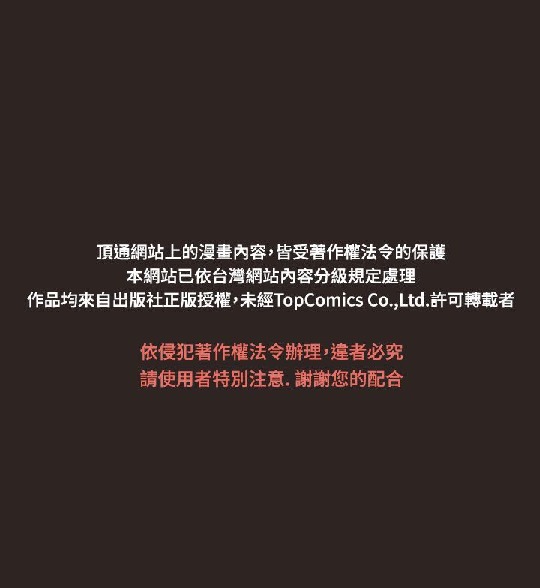 頂通網站上的漫畫內容,皆受著作權法令的保護
本網站已依台灣網站內容分級規定處理
作品均來自出版社正版授權,未經TopComics Co.,Ltd.許可轉載者
依侵犯著作權法令辦理,違者必究
請使用者特別注意. 謝謝您的配合